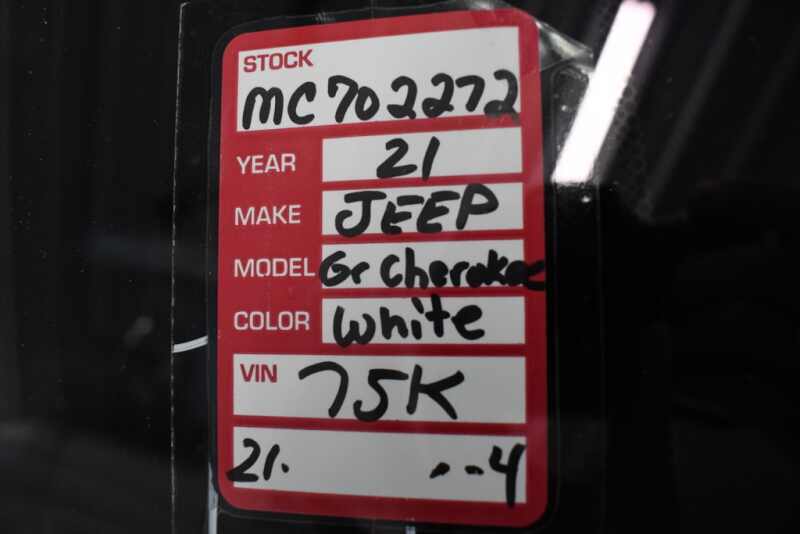 STOCK
MC702272
YEAR 21
MAKE JEEP
MODEL Gr Cherokee
COLOR White
VIN 75K
21. ..-4